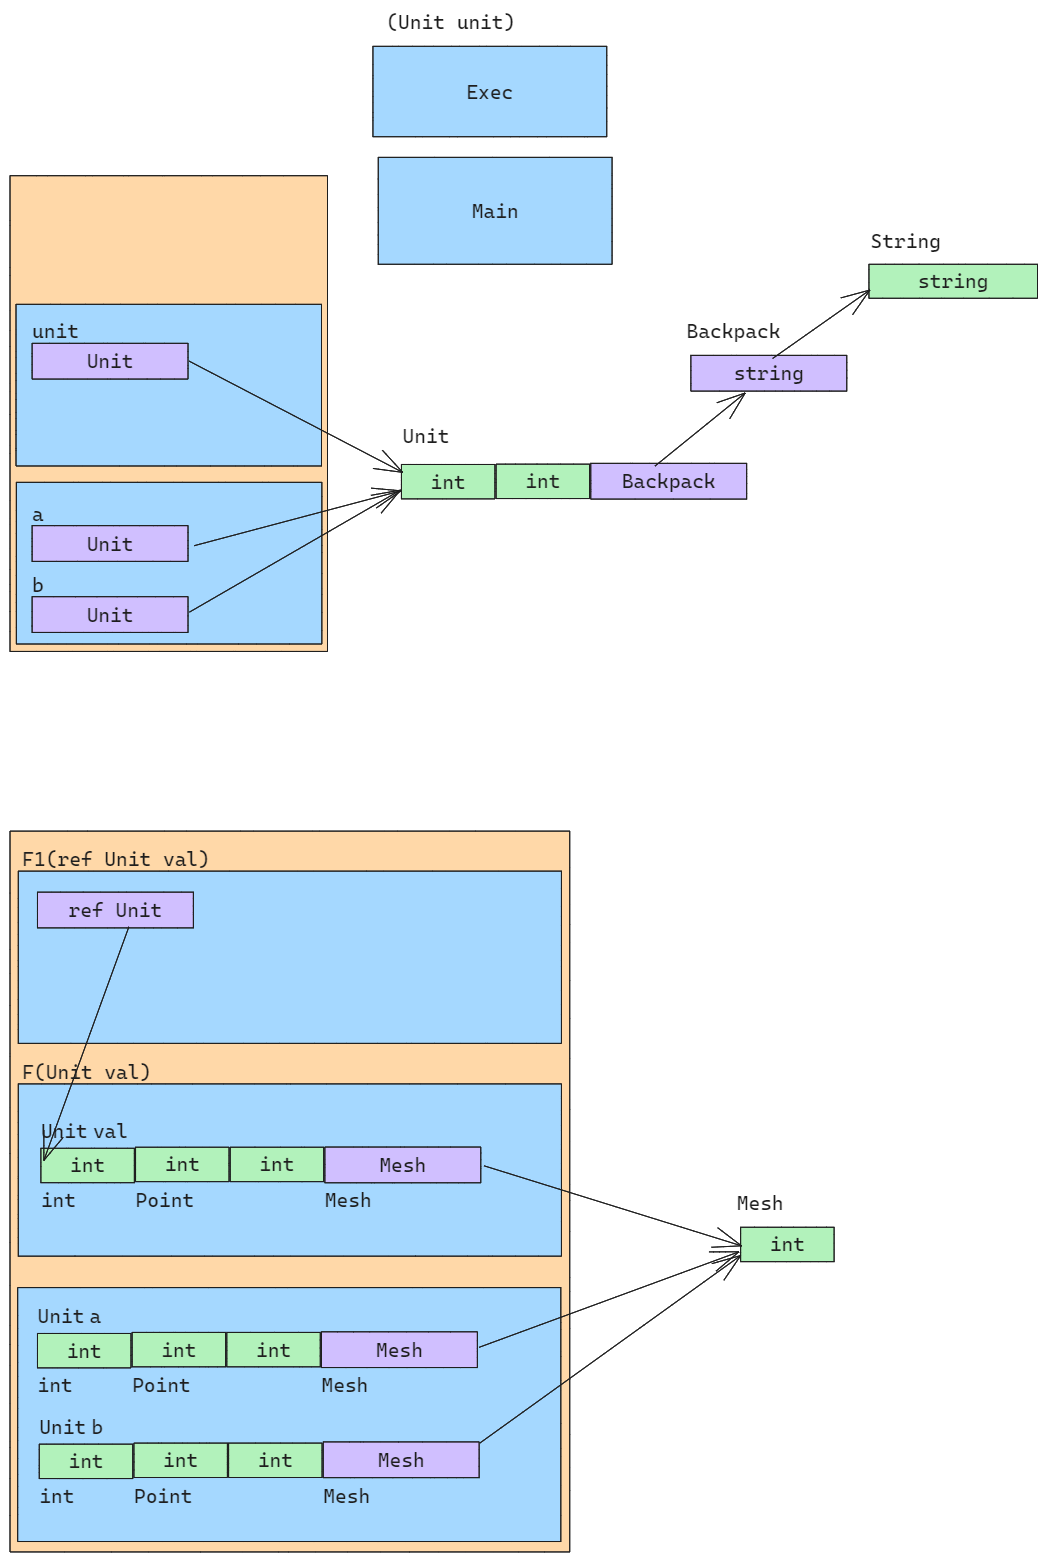 (Unit unit)
Exec
Main
String
string
unit
Unit
Backpack
string
Unit
int int Backpack
a
Unit
b
Unit
F1(ref Unit val)
ref Unit
F(Unit val)
Unit val
int int int Mesh
int Point Mesh
Mesh
int
Unit a
int int int Mesh
int Point Mesh
Unit b
int int int Mesh
int Point Mesh